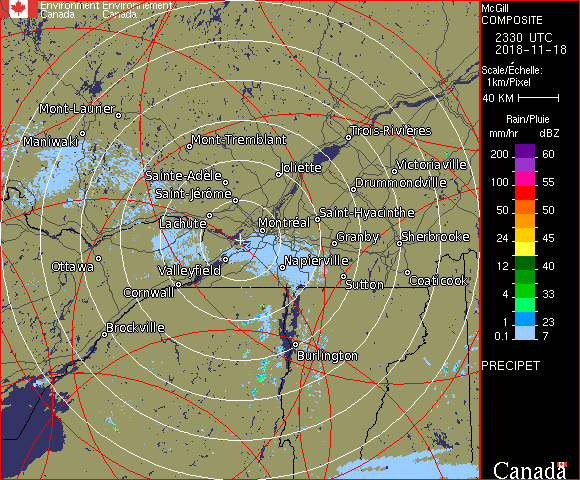 Environment Environnement
Canada Canada
McGill
COMPOSITE
2330 UTC
2018-11-18
Scale/Échelle:
1km/Pixel
40 KM
Rain/Pluie
mm/hr dBZ
200 60
150 57
100 55
50 50
24 45
12 40
4 33
1 23
0.1 7
PRECIPET
Canada
Mont-Laurier
Maniwaki
Mont-Tremblant
Trois-Rivières
Joliette
Victoriaville
Sainte-Adèle
Drummondville
Saint-Jérôme
Lachute
Saint-Hyacinthe
Montréal
Granby
Sherbrooke
Ottawa
Valleyfield
Napierville
Cornwall
Sutton
Coaticook
Brockville
Burlington